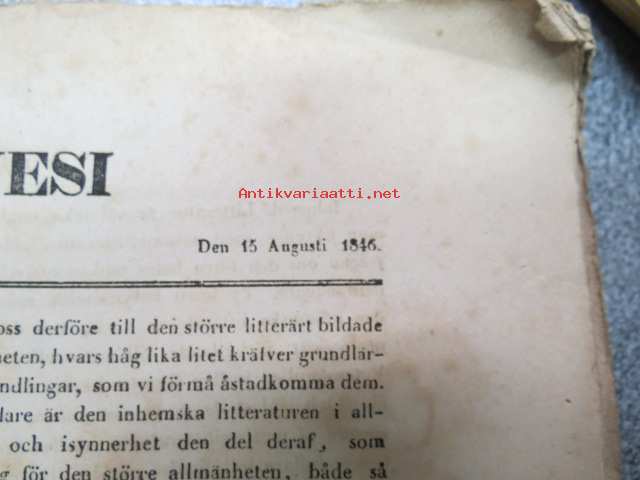 NESI
Antikvariaatti.net
Den 15 Augusti 1846.
oss derföre till den större litterärt bildade
heten, hvars håg lika litet kräfver grundlär-
ndlingar, som vi förmå åstadkomma dem.
dare är den inhemska litteraturen i all-
och isynnerhet den del deraf, som
för den större allmänheten, både så